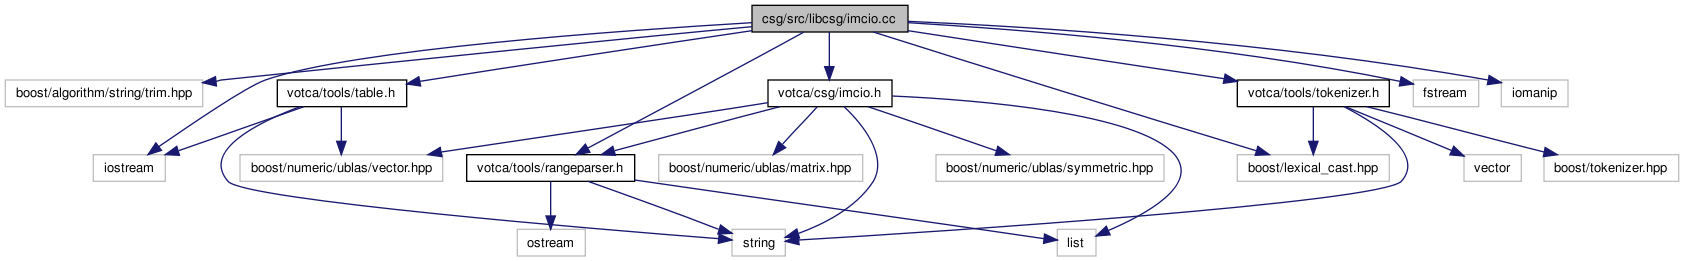 csg/src/libcsg/imcio.cc
boost/algorithm/string/trim.hpp
votca/tools/table.h
votca/csg/imcio.h
votca/tools/tokenizer.h
fstream
iomanip
iostream
boost/numeric/ublas/vector.hpp
votca/tools/rangeparser.h
boost/numeric/ublas/matrix.hpp
boost/numeric/ublas/symmetric.hpp
boost/lexical_cast.hpp
vector
boost/tokenizer.hpp
ostream
string
list